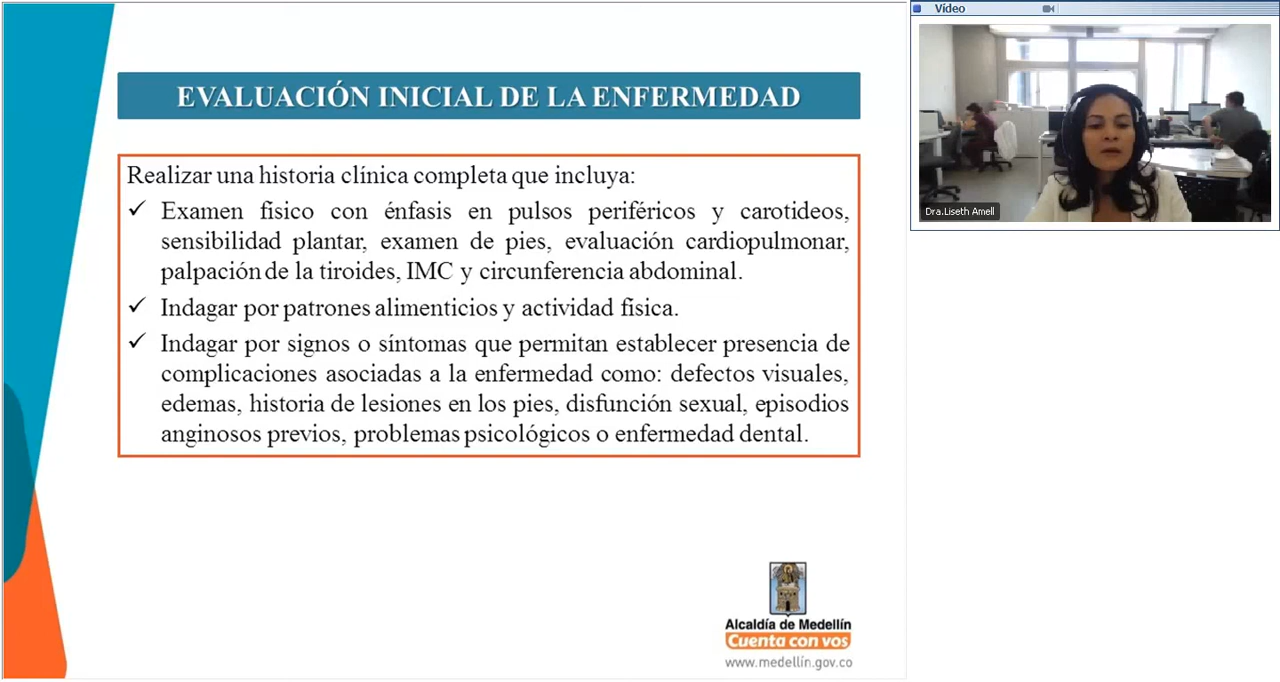 EVALUACIÓN INICIAL DE LA ENFERMEDAD
Realizar una historia clínica completa que incluya:
✓ Examen físico con énfasis en pulsos periféricos y carotideos,
sensibilidad plantar, examen de pies, evaluación cardiopulmonar,
palpación de la tiroides, IMC y circunferencia abdominal.
✓ Indagar por patrones alimenticios y actividad física.
✓ Indagar por signos o síntomas que permitan establecer presencia de
complicaciones asociadas a la enfermedad como: defectos visuales,
edemas, historia de lesiones en los pies, disfunción sexual, episodios
anginosos previos, problemas psicológicos o enfermedad dental.
Alcaldía de Medellín
Cuenta con vos
www.medellín.gov.co
Vídeo
Dra.Liseth Amell